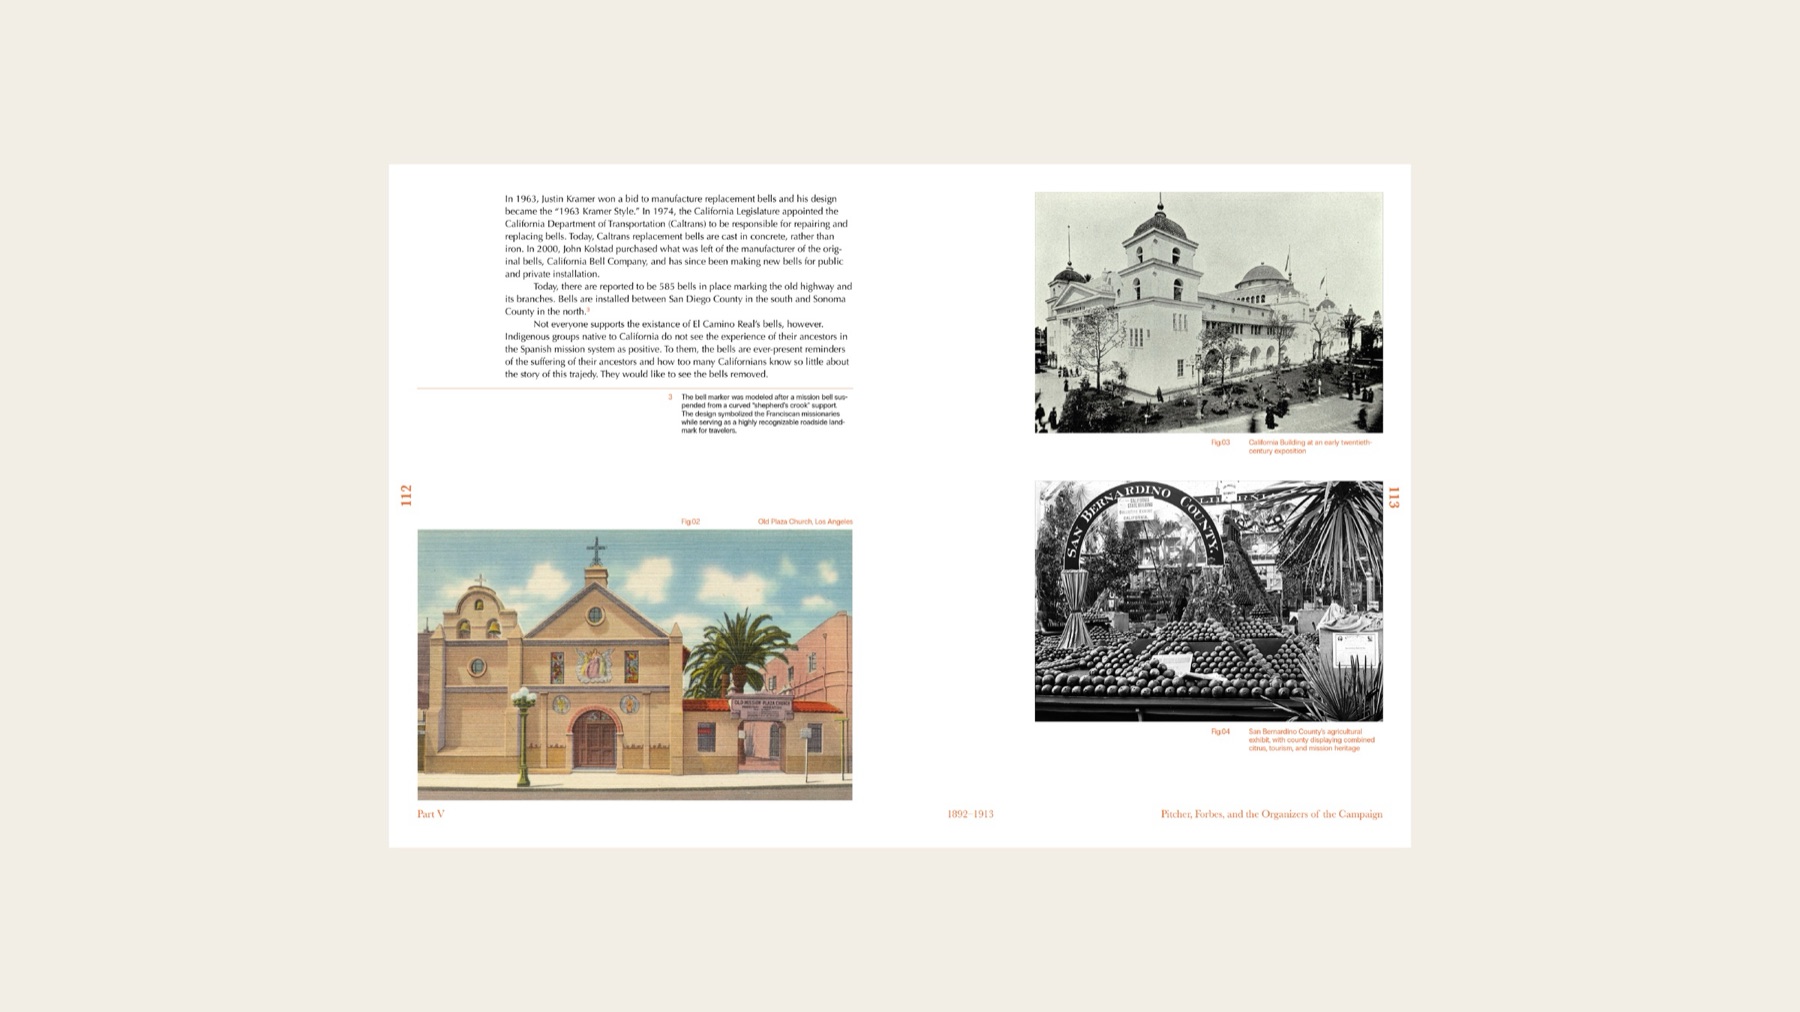 In 1963, Justin Kramer won a bid to manufacture replacement bells and his design
became the “1963 Kramer Style.” In 1974, the California Legislature appointed the
California Department of Transportation (Caltrans) to be responsible for repairing and
replacing bells. Today, Caltrans replacement bells are cast in concrete, rather than
iron. In 2000, John Kolstad purchased what was left of the manufacturer of the orig-
inal bells, California Bell Company, and has since been making new bells for public
and private installation.
Today, there are reported to be 585 bells in place marking the old highway and
its branches. Bells are installed between San Diego County in the south and Sonoma
County in the north.3
Not everyone supports the existance of El Camino Real’s bells, however.
Indigenous groups native to California do not see the experience of their ancestors in
the Spanish mission system as positive. To them, the bells are ever-present reminders
of the suffering of their ancestors and how too many Californians know so little about
the story of this trajedy. They would like to see the bells removed.
3 The bell marker was modeled after a mission bell sus-
pended from a curved “shepherd’s crook” support.
The design symbolized the Franciscan missionaries
while serving as a highly recognizable roadside land-
mark for travelers.
112
Fig.02 Old Plaza Church, Los Angeles
OLD MISSION PLAZA CHURCH
Part V
Fig.03 California Building at an early twentieth-
century exposition
SAN BERNARDINO COUNTY,
113
Fig.04 San Bernardino County’s agricultural
exhibit, with county displaying combined
citrus, tourism, and mission heritage
1892–1913
Pitcher, Forbes, and the Organizers of the Campaign